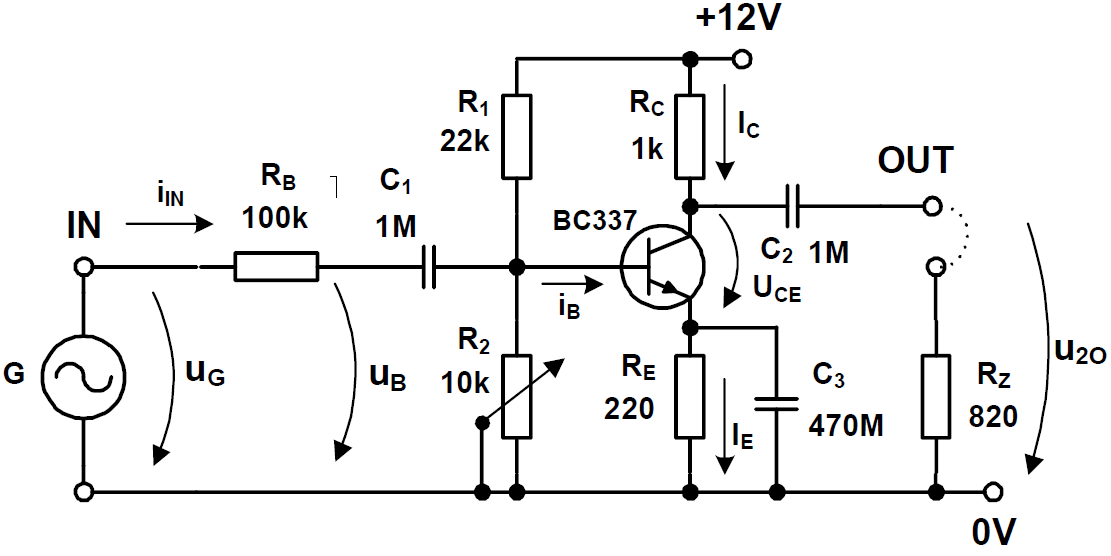 +12V
R1
22k
RC
1k
IC
OUT
iIN
RB
100k
C1
1M
IN
BC337
C2 1M
UCE
iB
G
uG
uB
R2
10k
RE
220
IE
C3
470M
RZ
820
u2O
0V